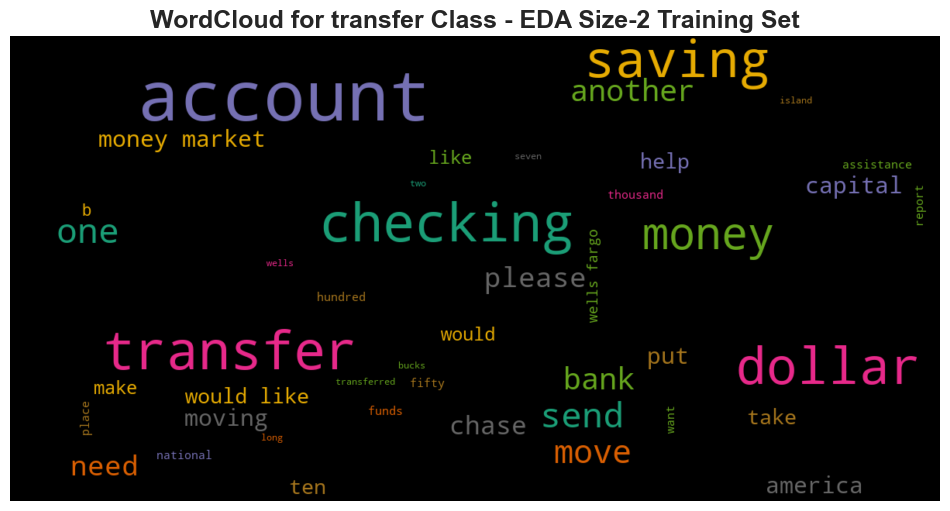 WordCloud for transfer Class - EDA Size-2 Training Set
saving
account
another
island
money market
like
seven
help
assistance
two
thousand
capital
report
b
one
checking
money
wells fargo
wells
please
hundred
transfer
would
put
dollar
bucks
bank
make
transferred
fifty
would like
place
moving
funds
send
want
take
chase
long
move
national
need
ten
america